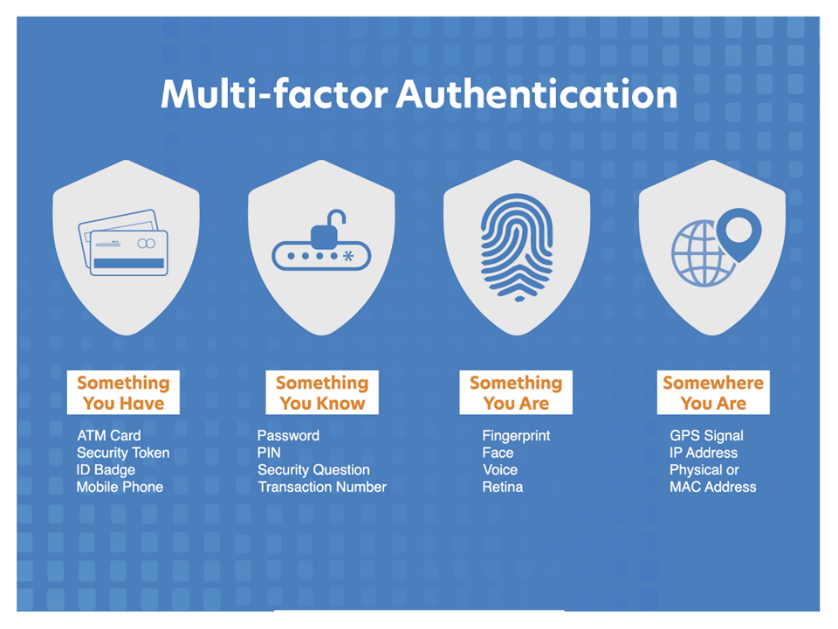 Multi-factor Authentication
Something
You Have
ATM Card
Security Token
ID Badge
Mobile Phone
Something
You Know
Password
PIN
Security Question
Transaction Number
Something
You Are
Fingerprint
Face
Voice
Retina
Somewhere
You Are
GPS Signal
IP Address
Physical or
MAC Address